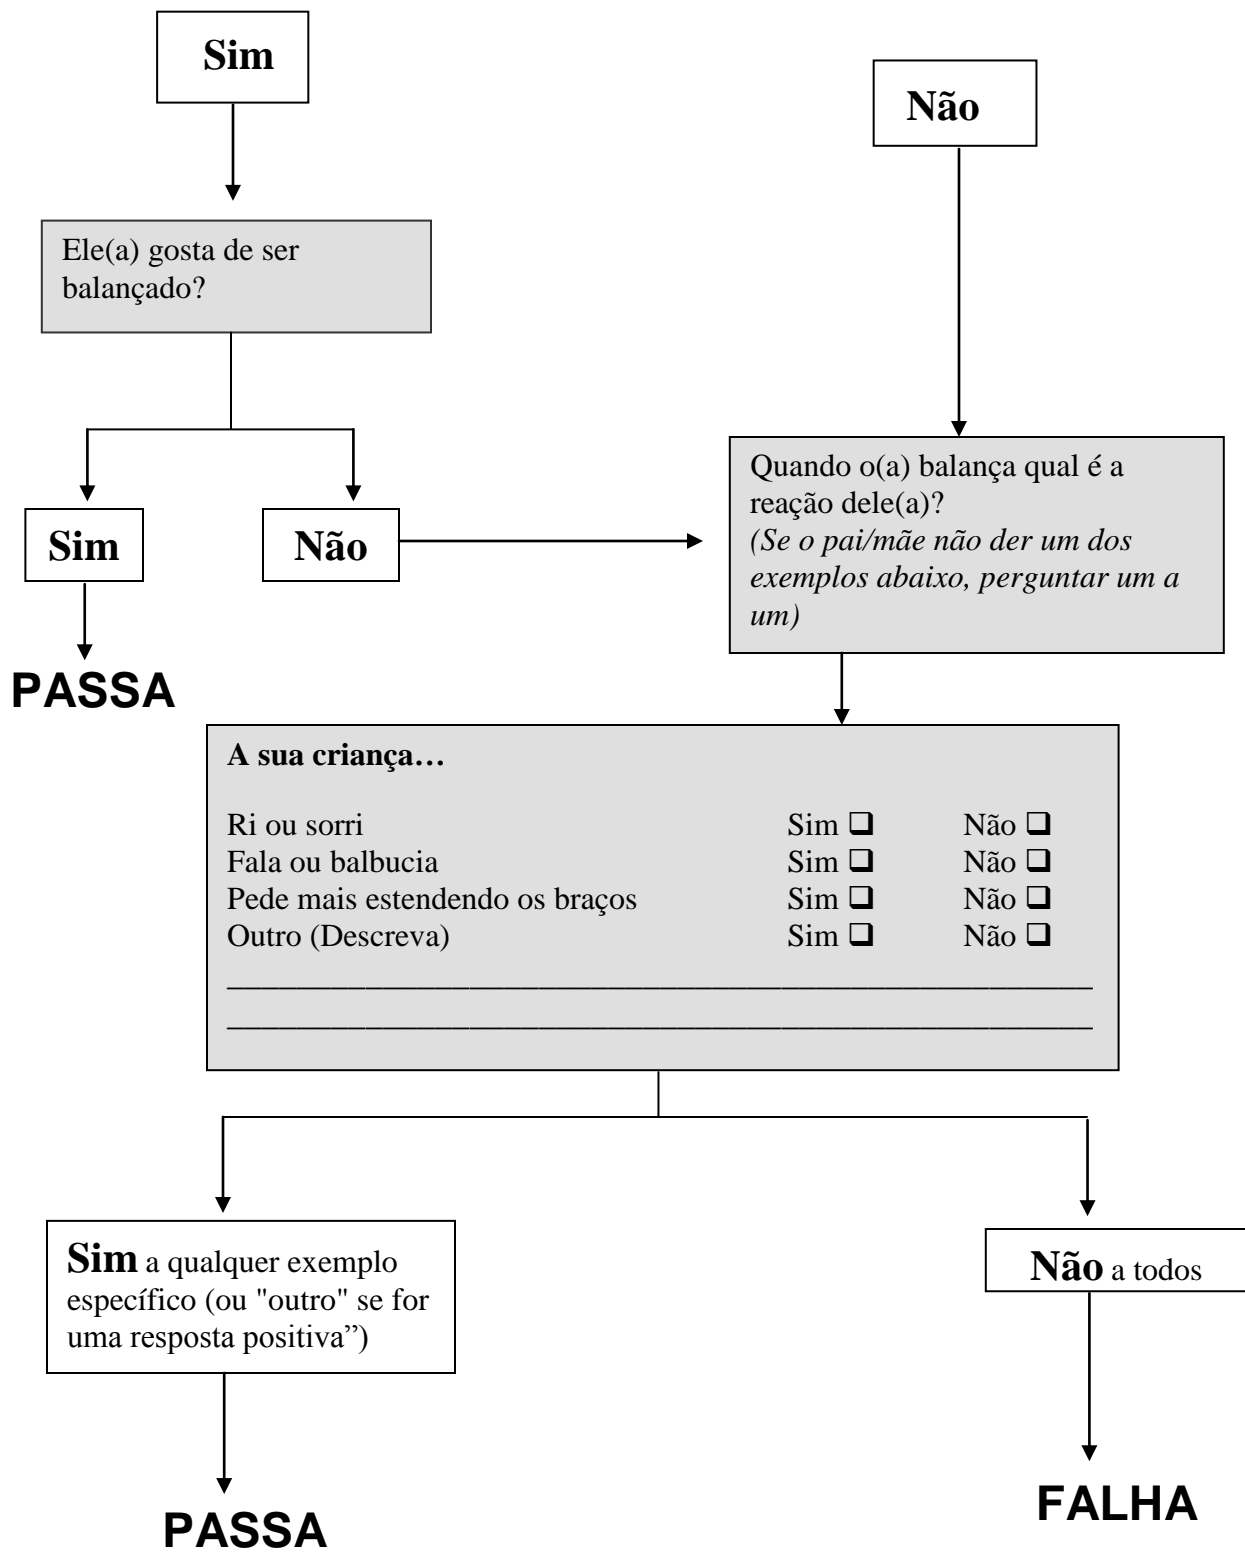 Sim
Não
Ele(a) gosta de ser
balançado?
Quando o(a) balança qual é a
reação dele(a)?
(Se o pai/mãe não der um dos
exemplos abaixo, perguntar um a
um)
Sim
Não
PASSA
A sua criança…
Ri ou sorri Sim ❑ Não ❑
Fala ou balbucia Sim ❑ Não ❑
Pede mais estendendo os braços Sim ❑ Não ❑
Outro (Descreva) Sim ❑ Não ❑
Sim a qualquer exemplo
específico (ou "outro" se for
uma resposta positiva”)
Não a todos
PASSA
FALHA